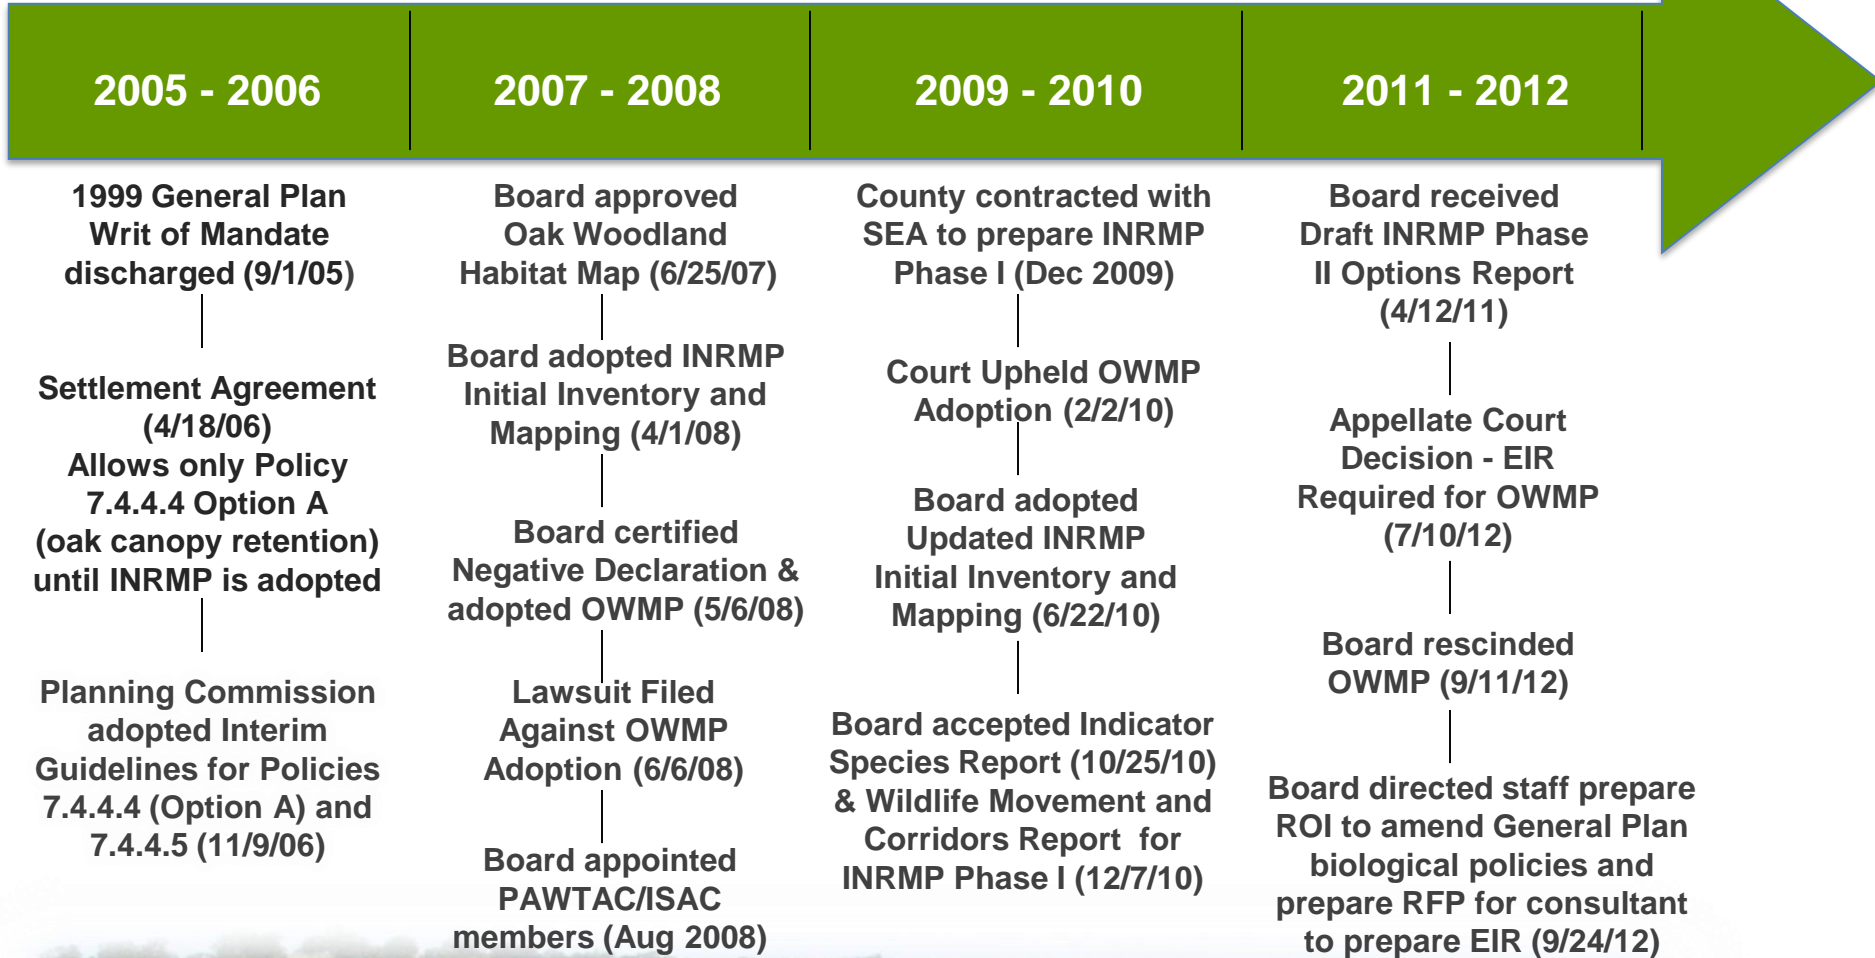 2005 - 2006
2007 - 2008
2009 - 2010
2011 - 2012
1999 General Plan
Writ of Mandate
discharged (9/1/05)
Settlement Agreement
(4/18/06)
Allows only Policy
7.4.4.4 Option A
(oak canopy retention)
until INRMP is adopted
Planning Commission
adopted Interim
Guidelines for Policies
7.4.4.4 (Option A) and
7.4.4.5 (11/9/06)
Board approved
Oak Woodland
Habitat Map (6/25/07)
Board adopted INRMP
Initial Inventory and
Mapping (4/1/08)
Board certified
Negative Declaration &
adopted OWMP (5/6/08)
Lawsuit Filed
Against OWMP
Adoption (6/6/08)
Board appointed
PAWTAC/ISAC
members (Aug 2008)
County contracted with
SEA to prepare INRMP
Phase I (Dec 2009)
Court Upheld OWMP
Adoption (2/2/10)
Board adopted
Updated INRMP
Initial Inventory and
Mapping (6/22/10)
Board accepted Indicator
Species Report (10/25/10)
& Wildlife Movement and
Corridors Report for
INRMP Phase I (12/7/10)
Board received
Draft INRMP Phase
II Options Report
(4/12/11)
Appellate Court
Decision - EIR
Required for OWMP
(7/10/12)
Board rescinded
OWMP (9/11/12)
Board directed staff prepare
ROI to amend General Plan
biological policies and
prepare RFP for consultant
to prepare EIR (9/24/12)